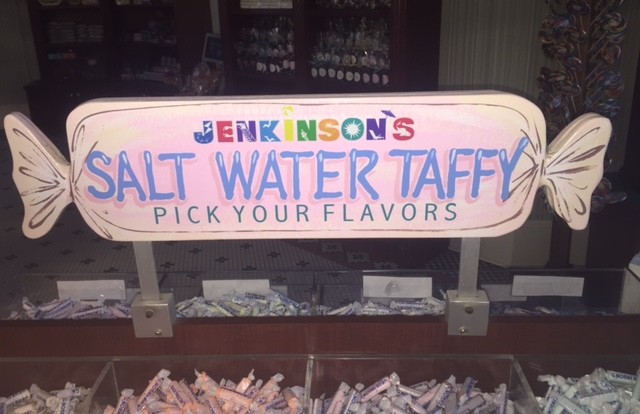 JENKINSON'S
SALT WATER TAFFY
PICK YOUR FLAVORS